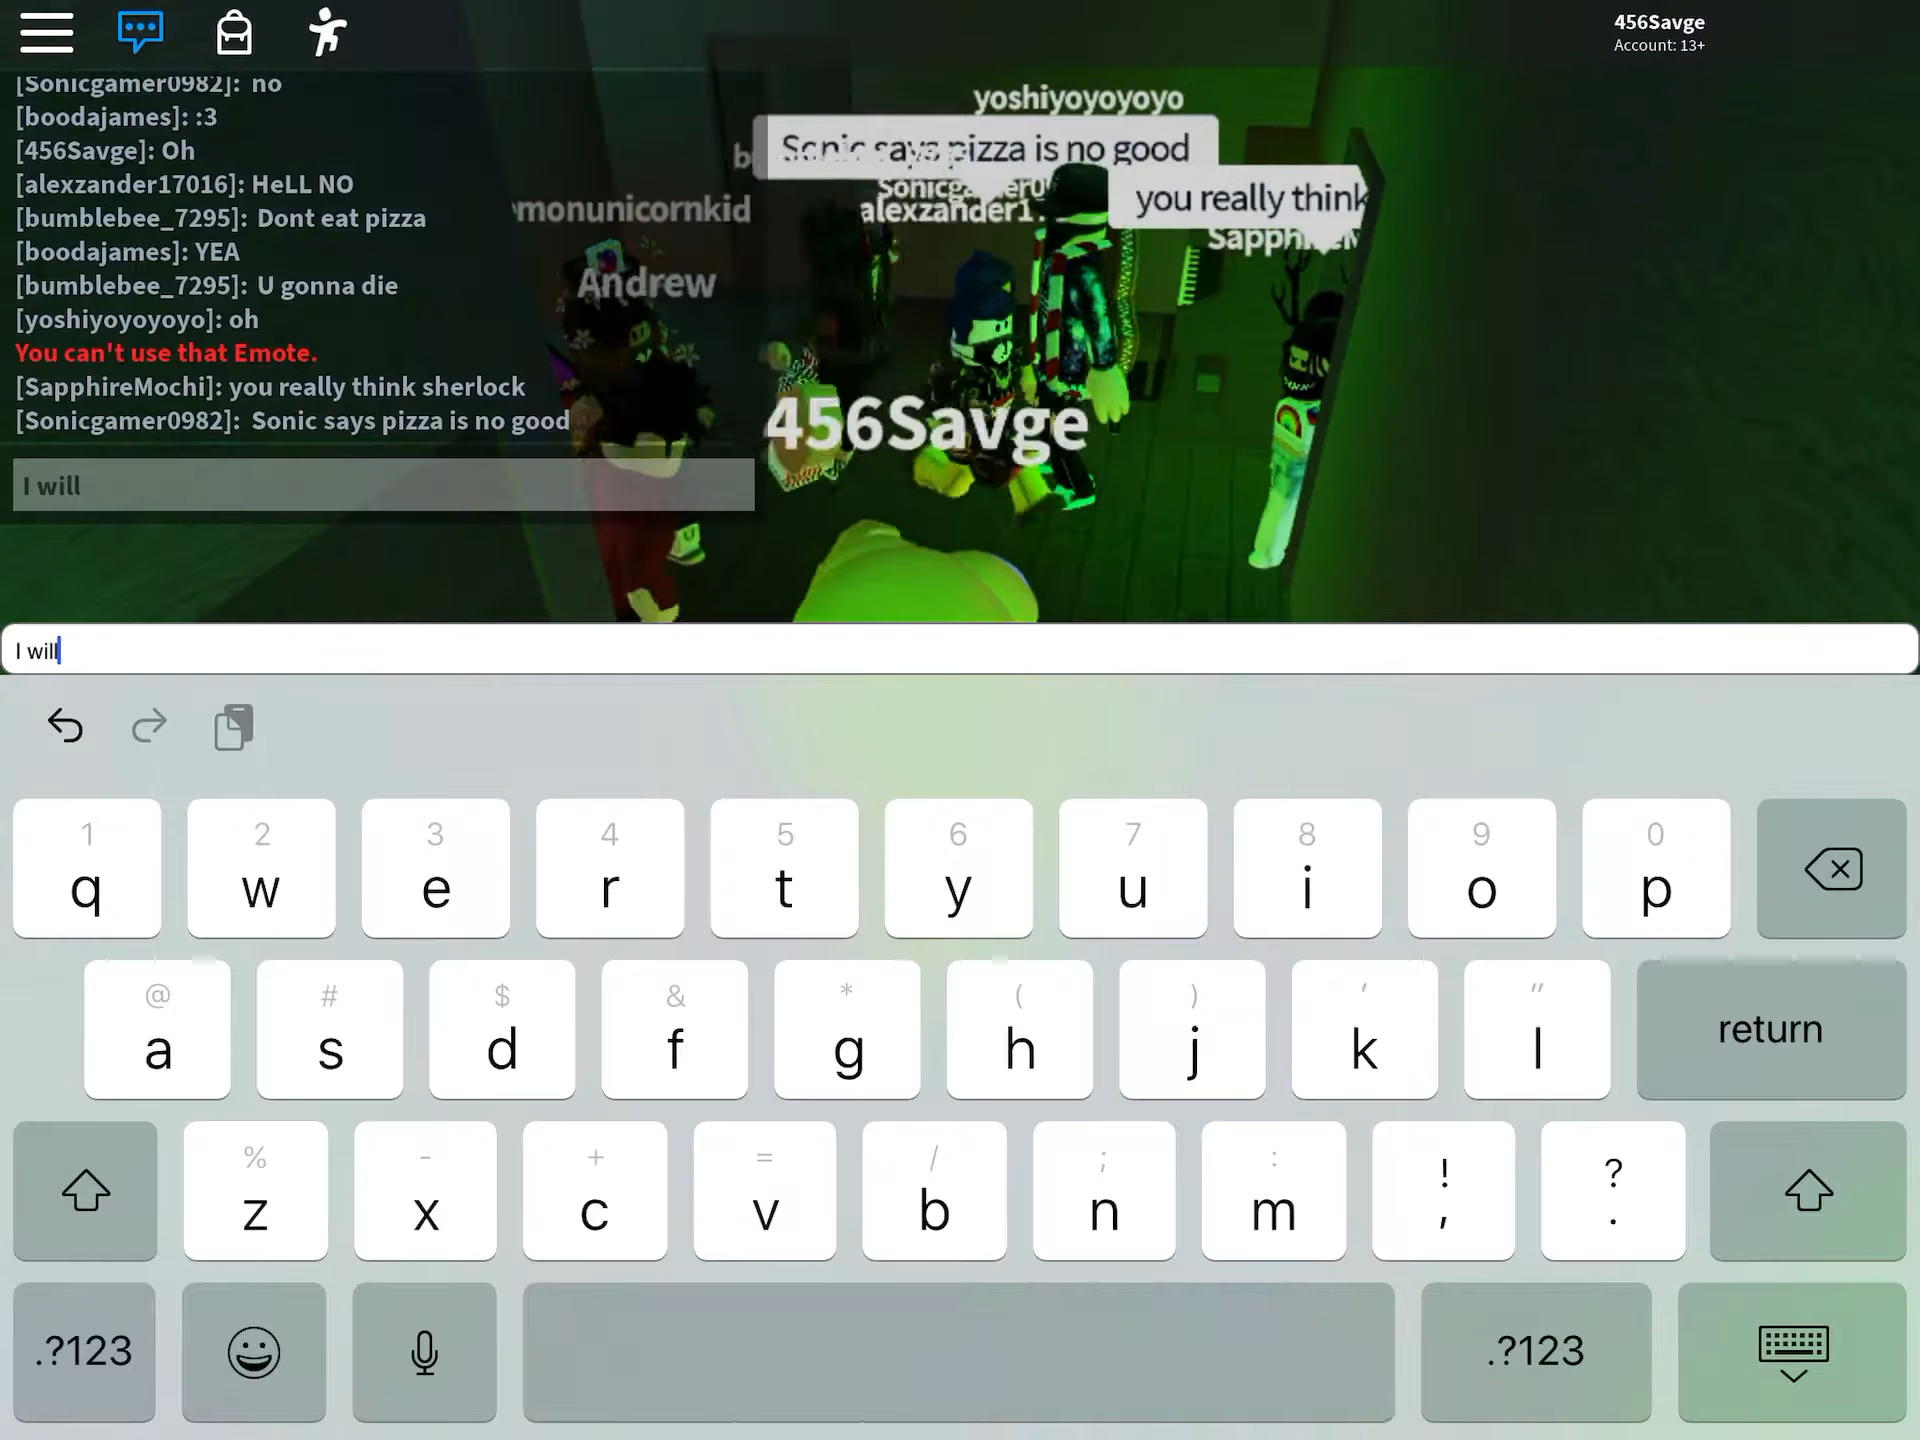 456Savge
Account: 13+
[Sonicgamer0982]: no
[boodajames]: :3
[456Savge]: Oh
[alexzander17016]: HeLL NO
[bumblebee_7295]: Dont eat pizza
[boodajames]: YEA
[bumblebee_7295]: U gonna die
[yoshiyoyoyoyo]: oh
You can't use that Emote.
[SapphireMochi]: you really think sherlock
[Sonicgamer0982]: Sonic says pizza is no good
I will
yoshiyoyoyoyo
Sonic says pizza is no good
you really think
monunicornkid
Andrew
456Savge
I will
1 2 3 4 5 6 7 8 9 0
q w e r t y u i o p
@ # $ & * ( ) ' "
a s d f g h j k l return
% - + = / ; : ! ?
z x c v b n m , .
.?123 .?123